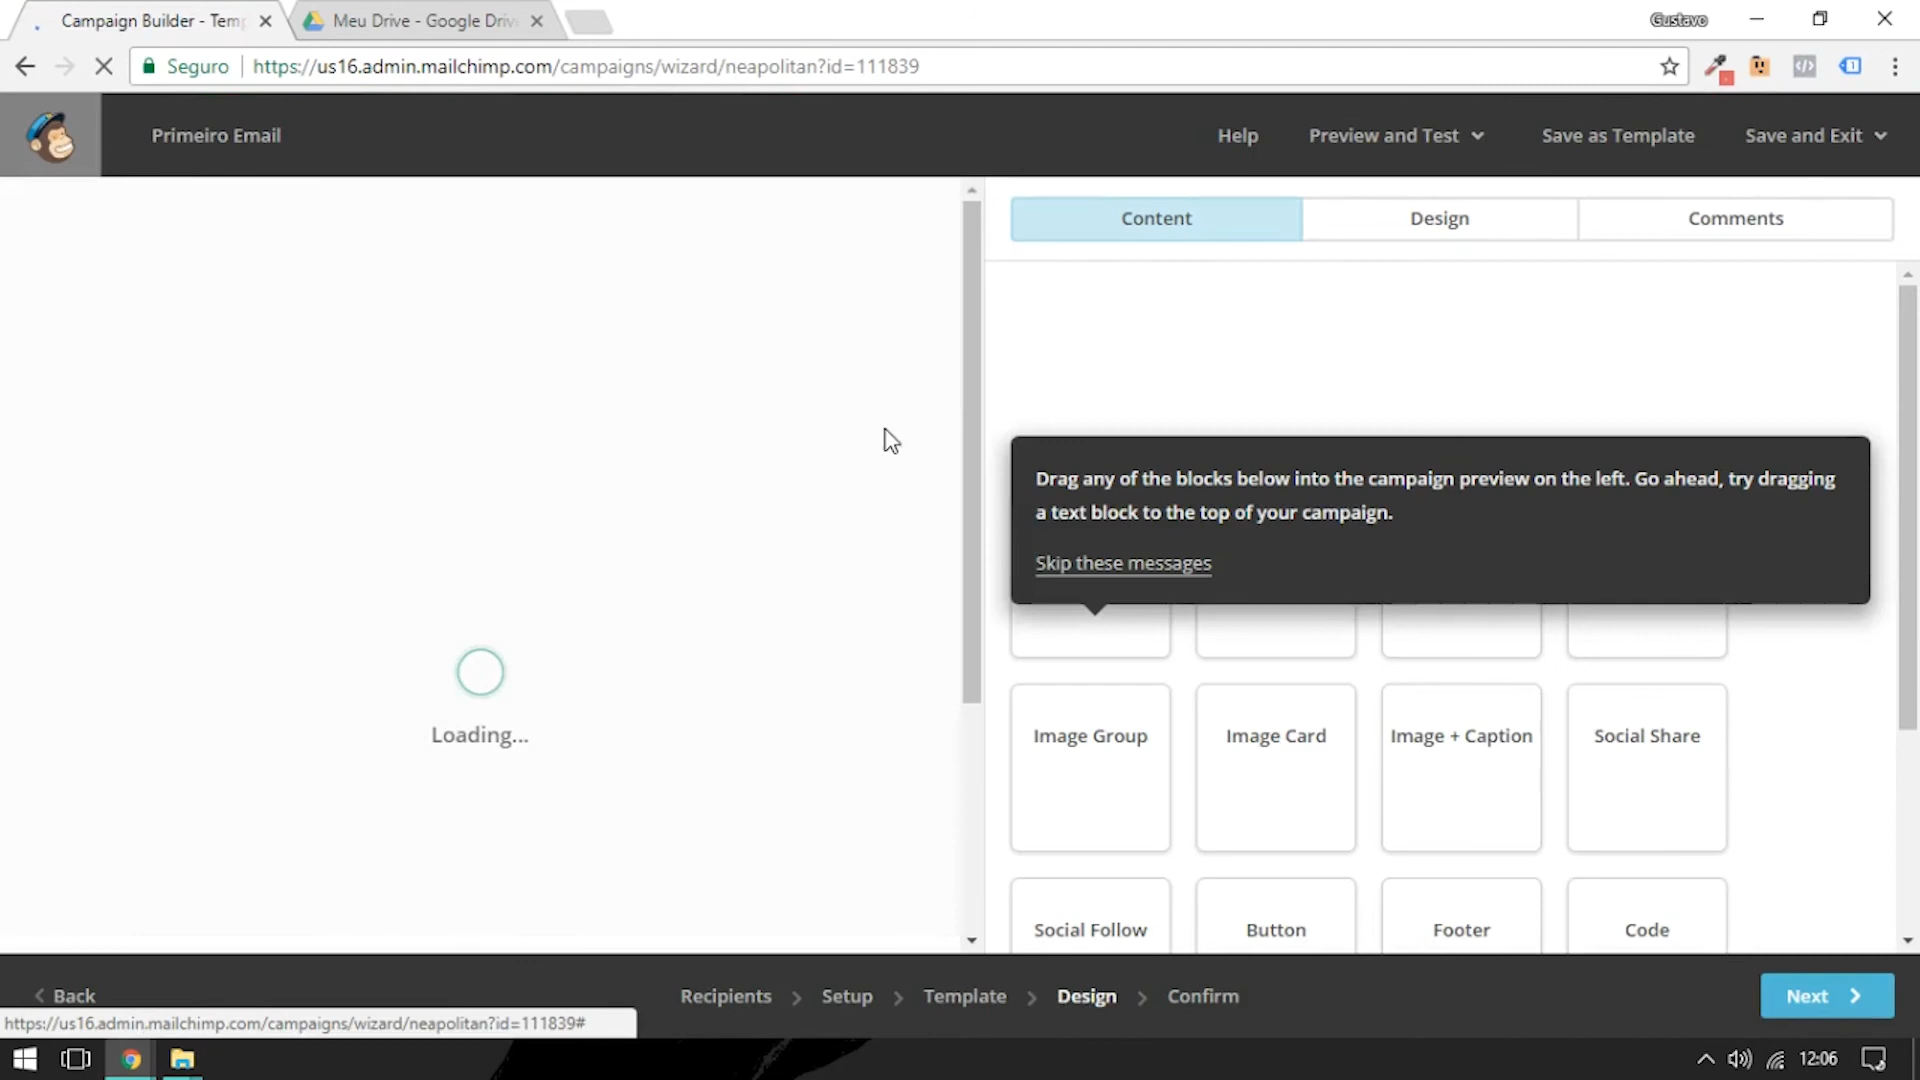 Campaign Builder - Temp
Meu Drive - Google Driv
Gustavo
Seguro
https://us16.admin.mailchimp.com/campaigns/wizard/neapolitan?id=111839
Primeiro Email
Help
Preview and Test
Save as Template
Save and Exit
Content
Design
Comments
Drag any of the blocks below into the campaign preview on the left. Go ahead, try dragging
a text block to the top of your campaign.
Skip these messages
Loading...
Image Group
Image Card
Image + Caption
Social Share
Social Follow
Button
Footer
Code
Back
Recipients
Setup
Template
Design
Confirm
Next
https://us16.admin.mailchimp.com/campaigns/wizard/neapolitan?id=111839#
12:06